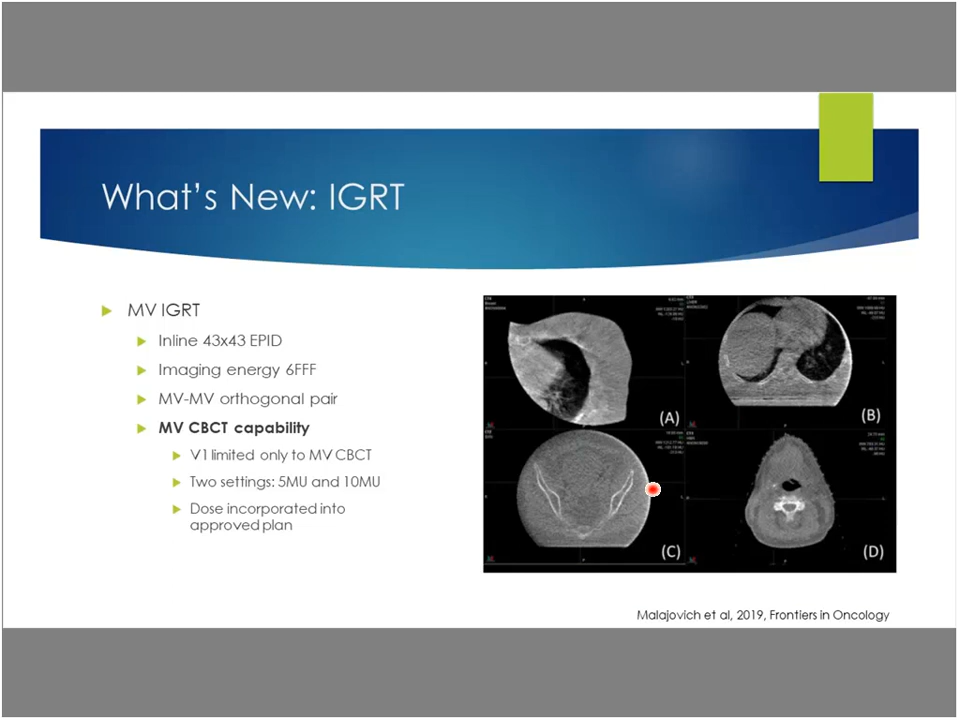 What's New: IGRT
MV IGRT
Inline 43x43 EPID
Imaging energy 6FFF
MV-MV orthogonal pair
MV CBCT capability
V1 limited only to MV CBCT
Two settings: 5MU and 10MU
Dose incorporated into
approved plan
(A)
(B)
(C)
(D)
Malajovich et al, 2019, Frontiers in Oncology